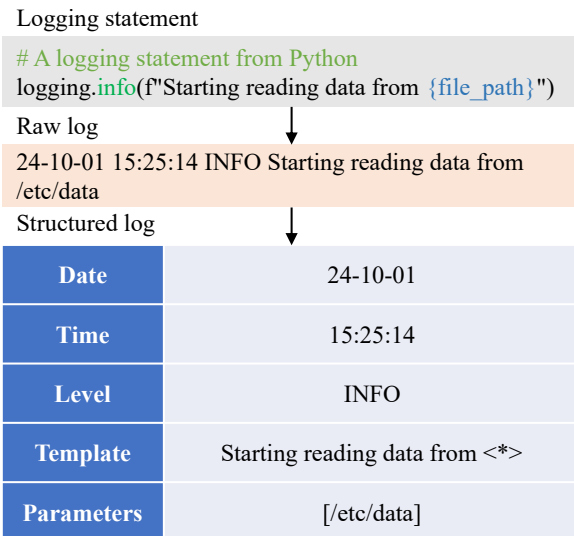 Logging statement
# A logging statement from Python
logging.info(f"Starting reading data from {file_path}")
Raw log
24-10-01 15:25:14 INFO Starting reading data from
/etc/data
Structured log
Date 24-10-01
Time 15:25:14
Level INFO
Template Starting reading data from <*>
Parameters [/etc/data]